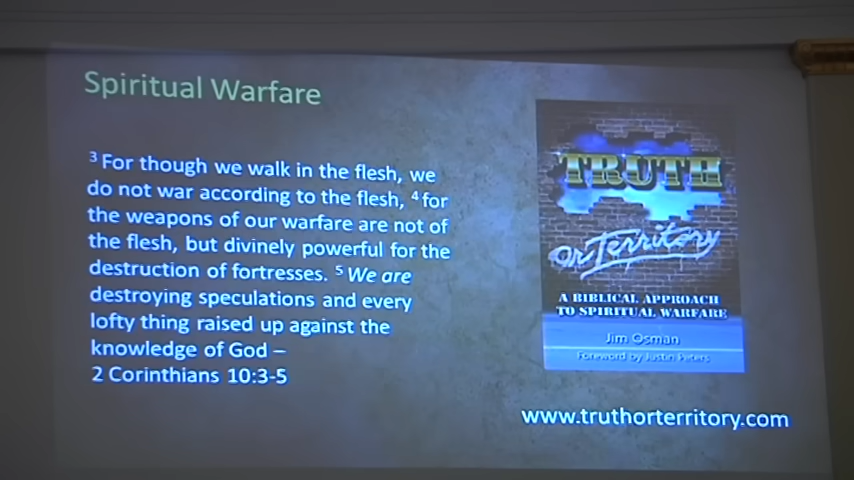 Spiritual Warfare
3 For though we walk in the flesh, we
do not war according to the flesh, 4 for
the weapons of our warfare are not of
the flesh, but divinely powerful for the
destruction of fortresses. 5 We are
destroying speculations and every
lofty thing raised up against the
knowledge of God –
2 Corinthians 10:3-5
TRUTH
or Territory
A BIBLICAL APPROACH
TO SPIRITUAL WARFARE
Jim Osman
Foreword by Justin Peters
www.truthorterritory.com